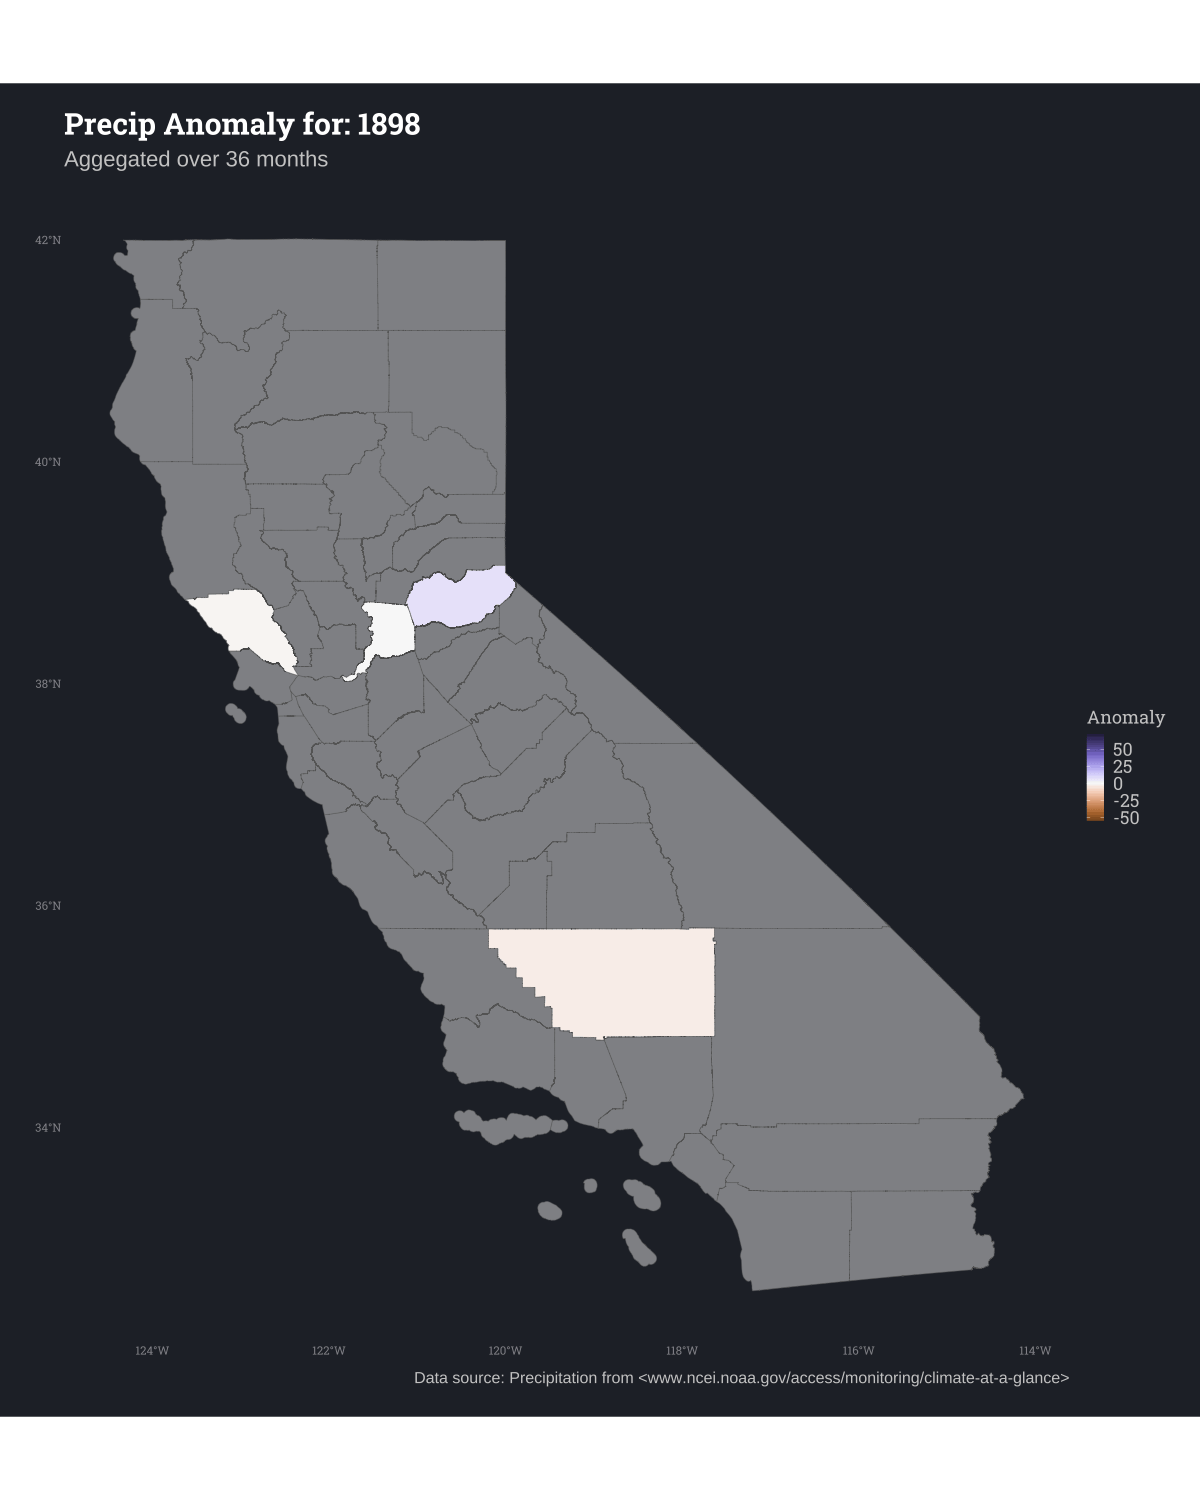 Precip Anomaly for: 1898
Aggegated over 36 months
42°N
40°N
38°N
36°N
34°N
Anomaly
50
25
0
-25
-50
124°W 122°W 120°W 118°W 116°W 114°W
Data source: Precipitation from <www.ncei.noaa.gov/access/monitoring/climate-at-a-glance>